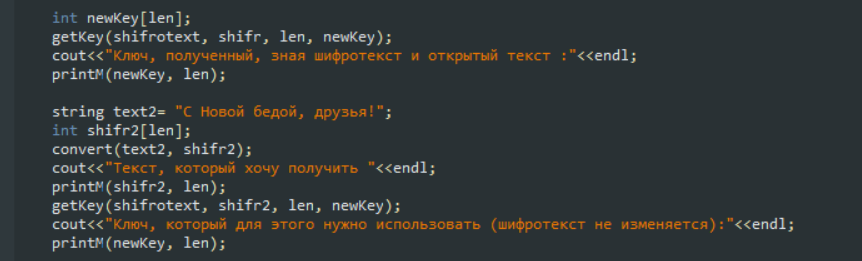 int newKey[len];
getKey(shifrotext, shifr, len, newKey);
cout<<"Ключ, полученный, зная шифротекст и открытый текст :"<<endl;
printM(newKey, len);
string text2= "С Новой бедой, друзья!";
int shifr2[len];
convert(text2, shifr2);
cout<<"Текст, который хочу получить "<<endl;
printM(shifr2, len);
getKey(shifrotext, shifr2, len, newKey);
cout<<"Ключ, который для этого нужно использовать (шифротекст не изменяется):"<<endl;
printM(newKey, len);